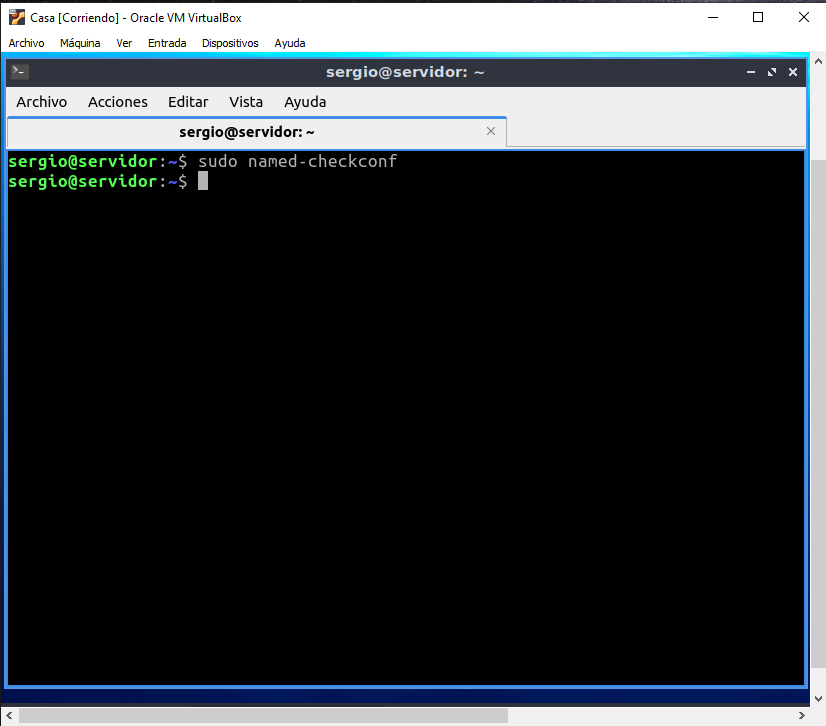 Casa [Corriendo] - Oracle VM VirtualBox
Archivo Máquina Ver Entrada Dispositivos Ayuda
sergio@servidor: ~
Archivo Acciones Editar Vista Ayuda
sergio@servidor: ~
sergio@servidor:~$ sudo named-checkconf
sergio@servidor:~$